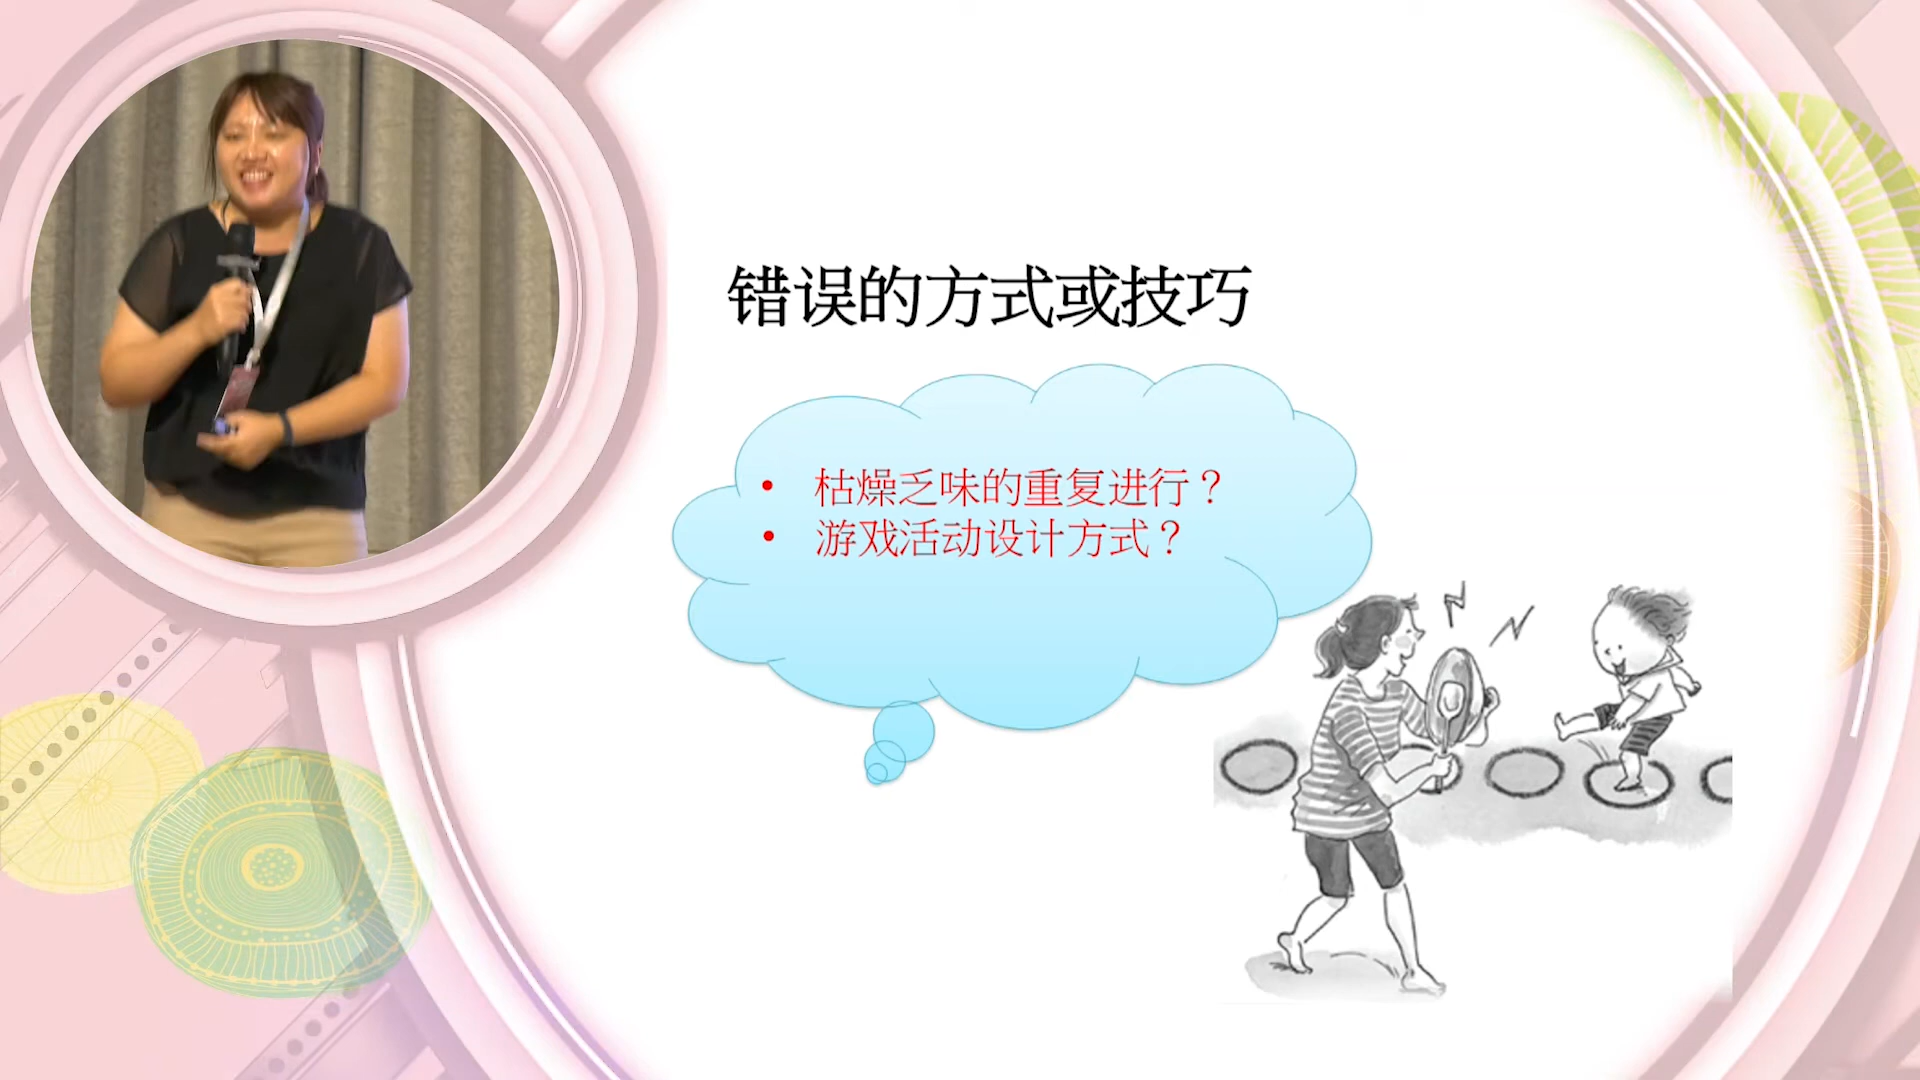 错误的方式或技巧
• 枯燥乏味的重复进行？
• 游戏活动设计方式？